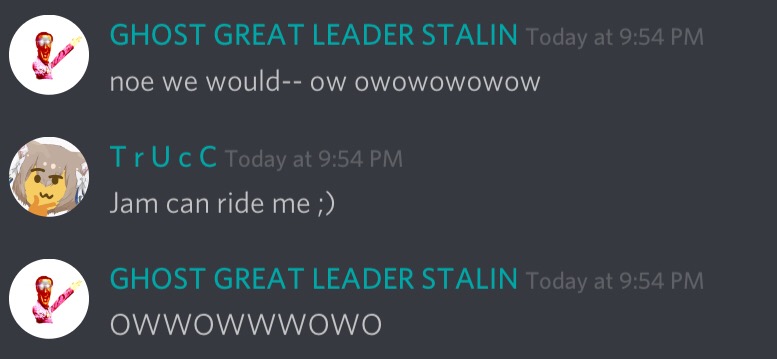 GHOST GREAT LEADER STALIN Today at 9:54 PM
noe we would-- ow owowowowow
T r U c C Today at 9:54 PM
Jam can ride me ;)
GHOST GREAT LEADER STALIN Today at 9:54 PM
OWWOWWWOWO